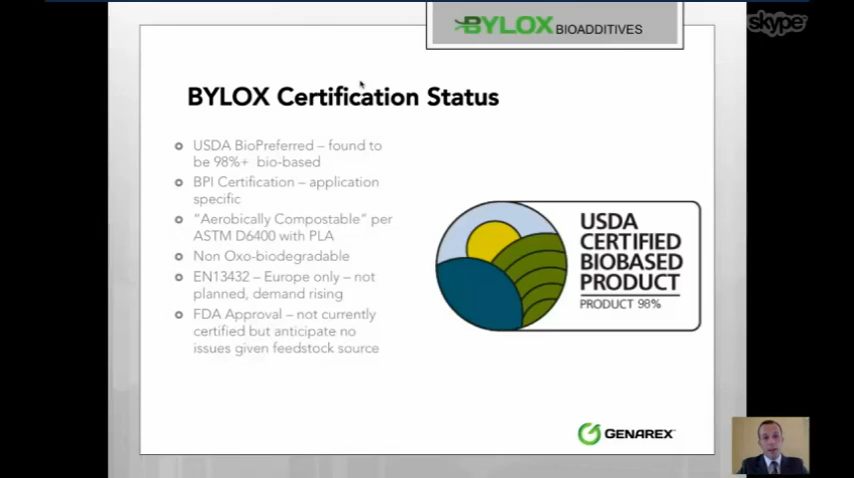 BYLOX BIOADDITIVES
skype
BYLOX Certification Status
USDA BioPreferred – found to
be 98%+ bio-based
BPI Certification – application
specific
"Aerobically Compostable" per
ASTM D6400 with PLA
Non Oxo-biodegradable
EN13432 – Europe only – not
planned, demand rising
FDA Approval – not currently
certified but anticipate no
issues given feedstock source
USDA
CERTIFIED
BIOBASED
PRODUCT
PRODUCT 98%
GENAREX